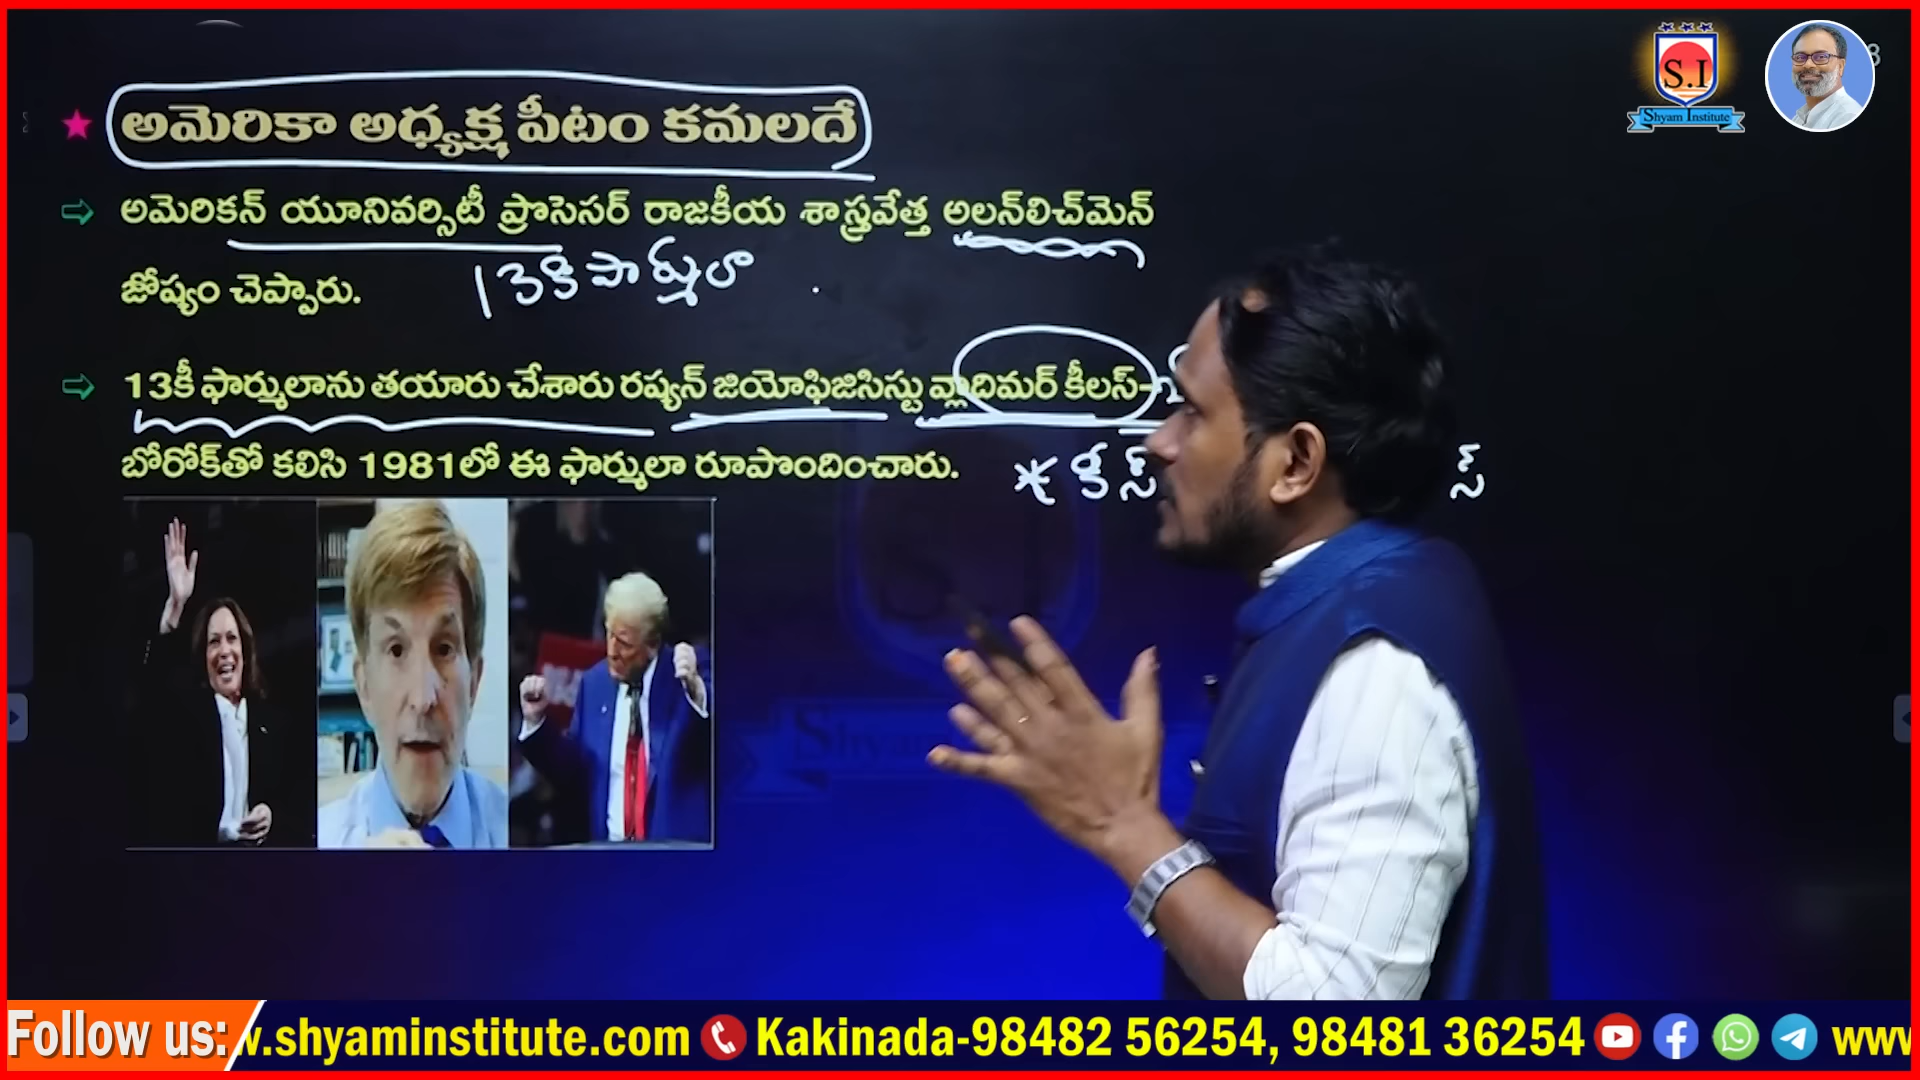 S.I
Shyam Institute
అమెరికా అధ్యక్ష పీటం కమలదే
అమెరికన్ యూనివర్సిటీ ప్రొసెసర్ రాజకీయ శాస్త్రవేత్త అలన్‌లిచ్‌మెన్
జోష్యం చెప్పారు.
13కీ పార్ములా
13కీ ఫార్ములాను తయారు చేశారు రష్యన్ జియోఫిజిసిస్టు వ్లాదిమర్ కీలస్-
బోరోక్‌తో కలిసి 1981లో ఈ ఫార్ములా రూపొందించారు.
Follow us:
w.shyaminstitute.com Kakinada-98482 56254, 98481 36254 www